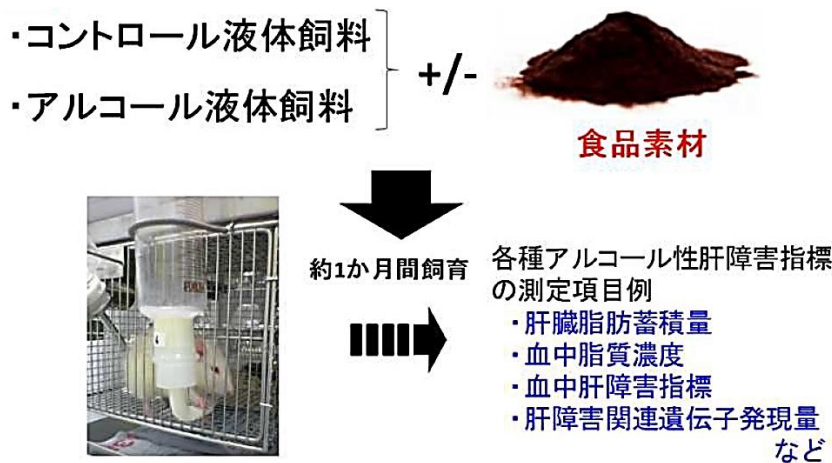 ・コントロール液体飼料
・アルコール液体飼料
+/-
食品素材
約1か月間飼育
各種アルコール性肝障害指標
の測定項目例
・肝臓脂肪蓄積量
・血中脂質濃度
・血中肝障害指標
・肝障害関連遺伝子発現量
など